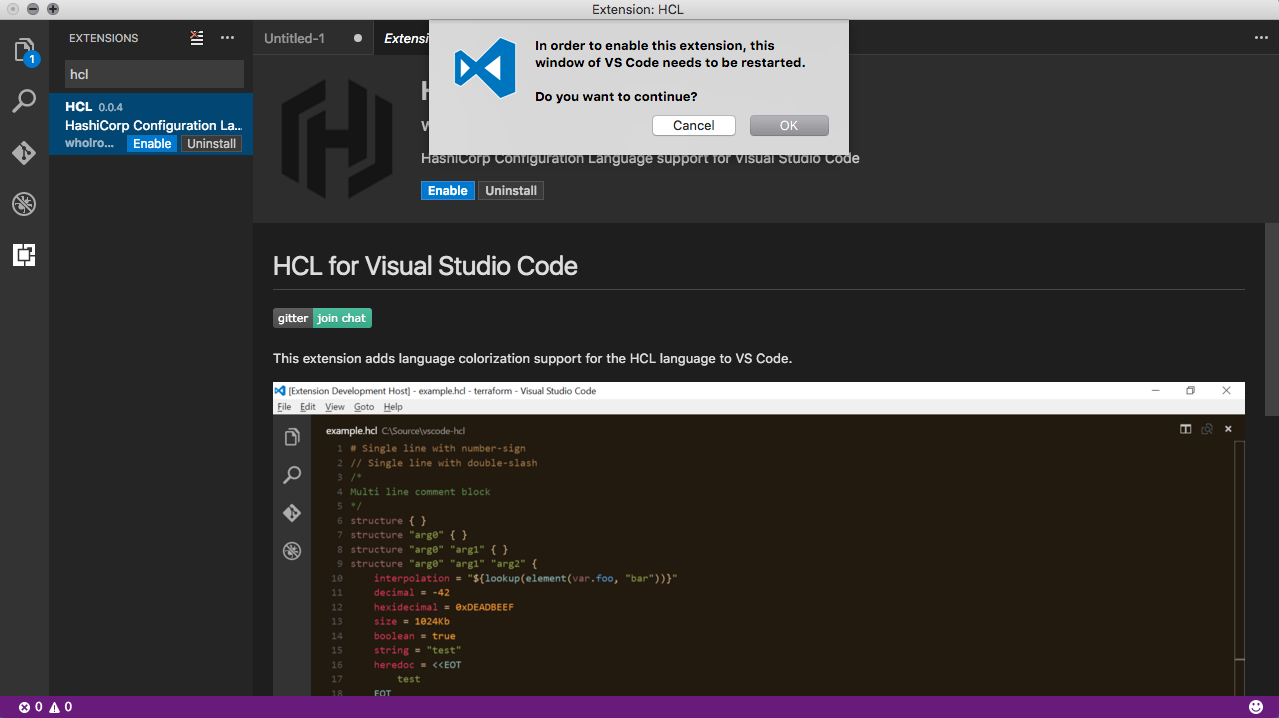 Extension: HCL
1
EXTENSIONS
hcl
HCL 0.0.4
HashiCorp Configuration La...
wholro... Enable Uninstall
Untitled-1
Extensi
In order to enable this extension, this
window of VS Code needs to be restarted.
Do you want to continue?
Cancel OK
HashiCorp Configuration Language support for Visual Studio Code
Enable Uninstall
HCL for Visual Studio Code
gitter join chat
This extension adds language colorization support for the HCL language to VS Code.
[Extension Development Host] - example.hcl - terraform - Visual Studio Code
File Edit View Goto Help
example.hcl C:\Source\vscode-hcl
1 # Single line with number-sign
2 // Single line with double-slash
3 /*
4 Multi line comment block
5 */
6 structure { }
7 structure "arg0" { }
8 structure "arg0" "arg1" { }
9 structure "arg0" "arg1" "arg2" {
10 interpolation = "${lookup(element(var.foo, "bar"))}"
11 decimal = -42
12 hexidecimal = 0xDEADBEEF
13 size = 1024Kb
14 boolean = true
15 string = "test"
16 heredoc = <<EOT
17 test
18 EOT
0 0